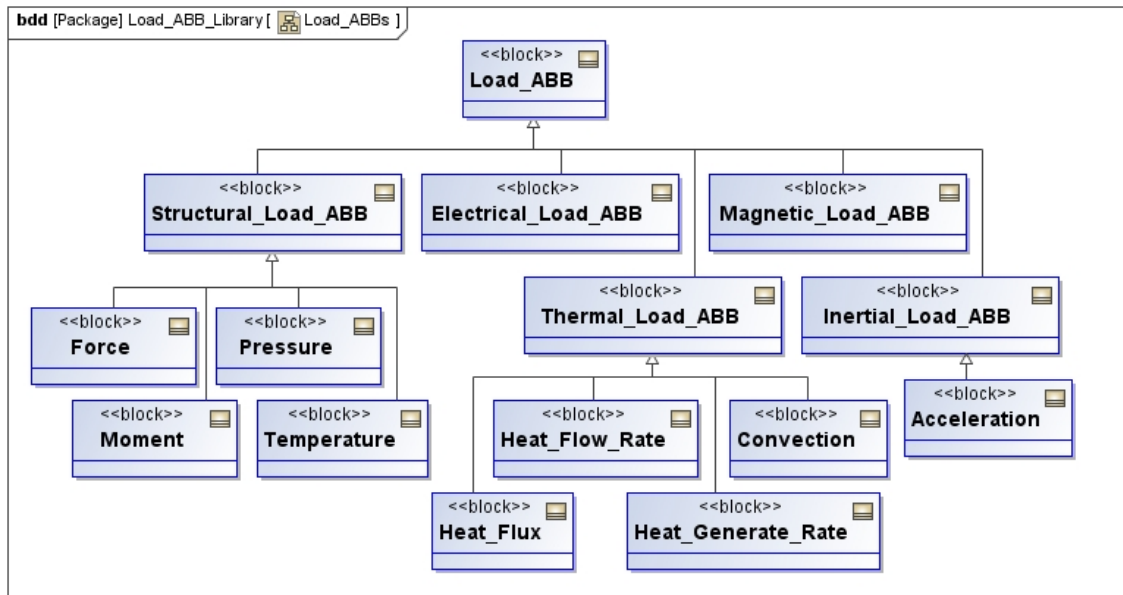 bdd [Package] Load_ABB_Library [ Load_ABBs ]
<<block>>
Load_ABB
<<block>>
Structural_Load_ABB
<<block>>
Electrical_Load_ABB
<<block>>
Magnetic_Load_ABB
<<block>>
Thermal_Load_ABB
<<block>>
Inertial_Load_ABB
<<block>>
Force
<<block>>
Pressure
<<block>>
Moment
<<block>>
Temperature
<<block>>
Heat_Flow_Rate
<<block>>
Convection
<<block>>
Acceleration
<<block>>
Heat_Flux
<<block>>
Heat_Generate_Rate